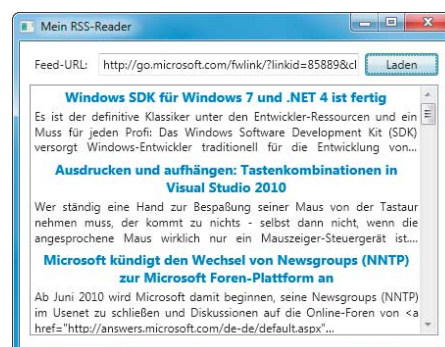 Mein RSS-Reader
Feed-URL: http://go.microsoft.com/fwlink/?linkid=85889&cl Laden
Windows SDK für Windows 7 und .NET 4 ist fertig
Es ist der definitive Klassiker unter den Entwickler-Ressourcen und ein
Muss für jeden Profi: Das Windows Software Development Kit (SDK)
versorgt Windows-Entwickler traditionell für die Entwicklung von...
Ausdrucken und aufhängen: Tastenkombinationen in
Visual Studio 2010
Wer ständig eine Hand zur Bespaßung seiner Maus von der Tastaur
nehmen muss, der kommt zu nichts - selbst dann nicht, wenn die
angesprochene Maus wirklich nur ein Mauszeiger-Steuergerät ist....
Microsoft kündigt den Wechsel von Newsgroups (NNTP)
zur Microsoft Foren-Plattform an
Ab Juni 2010 wird Microsoft damit beginnen, seine Newsgroups (NNTP)
im Usenet zu schließen und Diskussionen auf die Online-Foren von <a
href="http://answers.microsoft.com/de-de/default.aspx"...